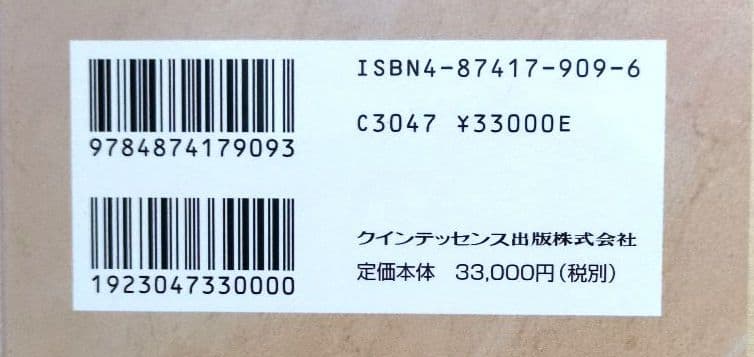 9784874179093
1923047330000
ISBN4-87417-909-6
C3047 ¥33000E
クインテッセンス出版株式会社
定価本体 33,000円(税別)